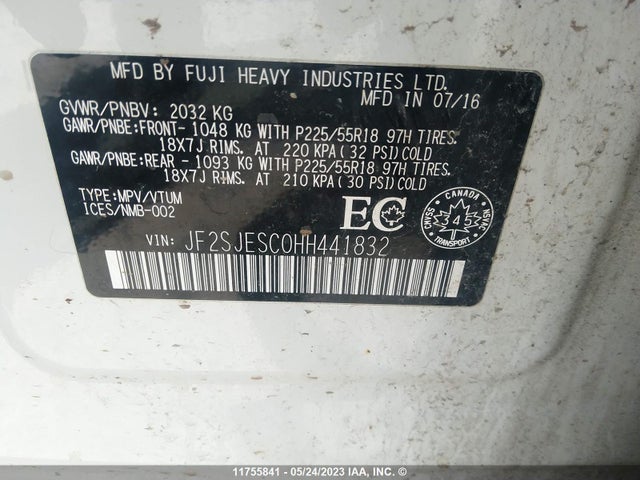 MFD BY FUJI HEAVY INDUSTRIES LTD.
MFD IN 07/16
GVWR/PNBV: 2032 KG
GAWR/PNBE:FRONT- 1048 KG WITH P225/55R18 97H TIRES.
18X7J RIMS. AT 220 KPA ( 32 PSI) COLD
GAWR/PNBE:REAR - 1093 KG WITH P225/55R18 97H TIRES.
18X7J RIMS. AT 210 KPA ( 30 PSI) COLD
TYPE:MPV/VTUM
ICES/NMB-002
EC
CANADA
CMVSS 345 NSVAC
TRANSPORT
VIN: JF2SJESC0HH441832
11755841 - 05/24/2023 IAA, INC. ©